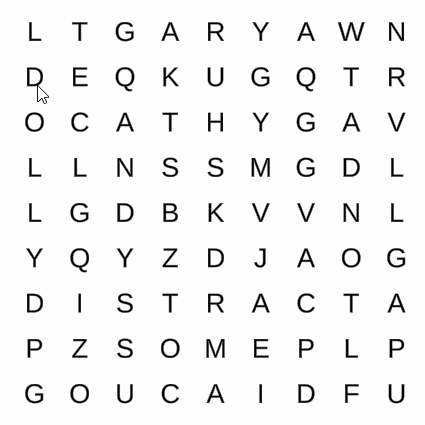 L T G A R Y A W N
D E Q K U G Q T R
O C A T H Y G A V
L L N S S M G D L
L G D B K V V N L
Y Q Y Z D J A O G
D I S T R A C T A
P Z S O M E P L P
G O U C A I D F U